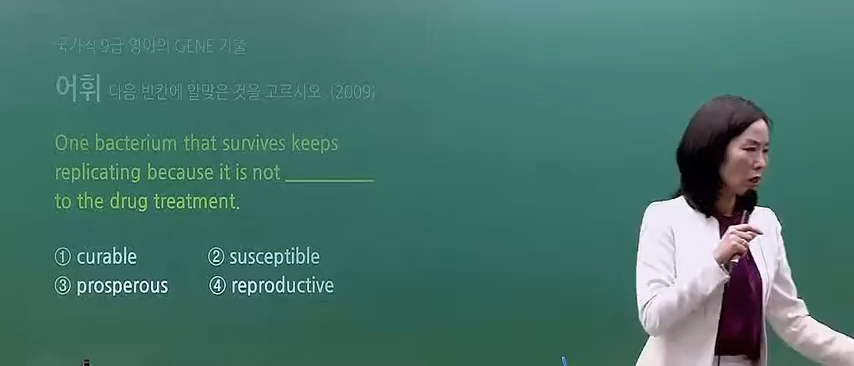 국가직 9급 영어의 GENE 기출
어휘 다음 빈칸에 알맞은 것을 고르시오. (2009)
One bacterium that survives keeps
replicating because it is not __________
to the drug treatment.
① curable ② susceptible
③ prosperous ④ reproductive